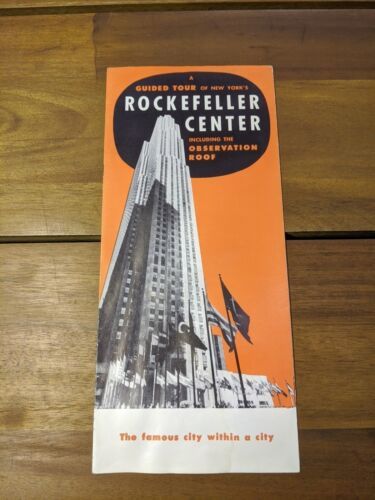 A
GUIDED TOUR OF NEW YORK'S
ROCKEFELLER
CENTER
INCLUDING THE
OBSERVATION
ROOF
The famous city within a city